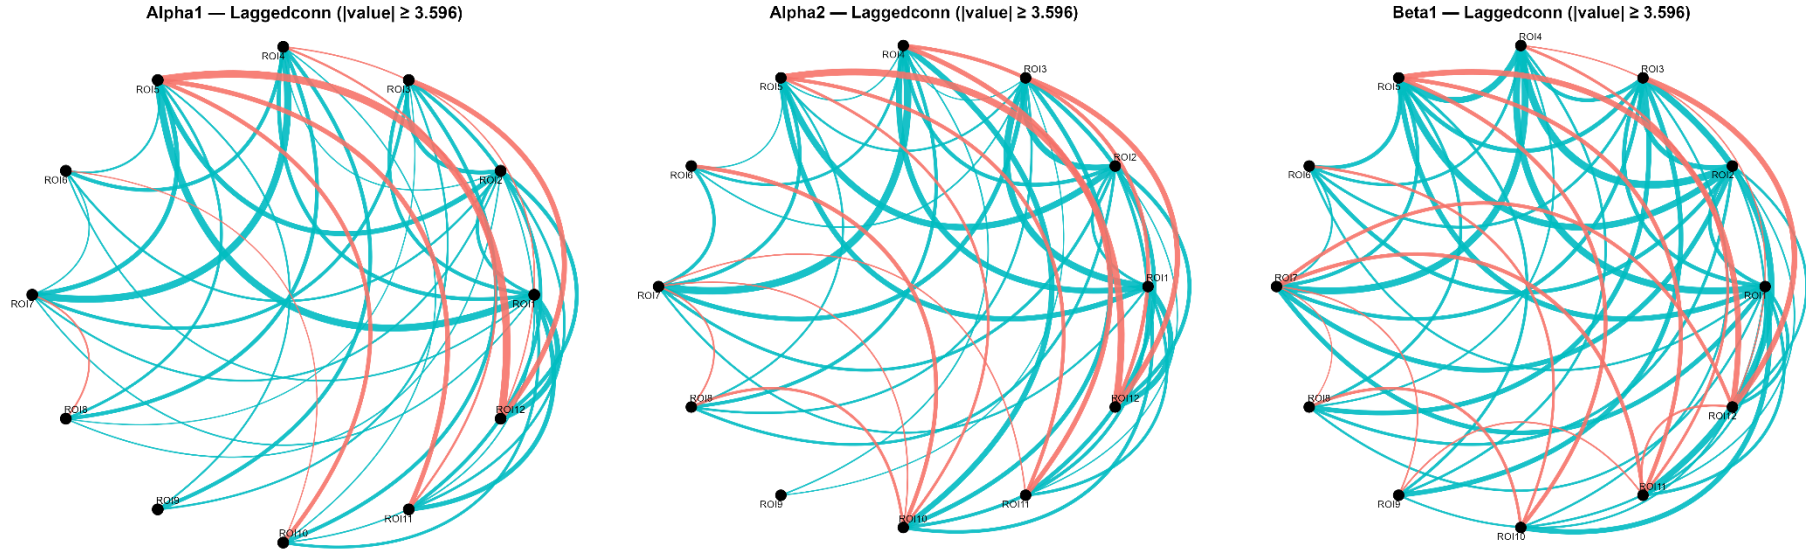 Alpha1 — Laggedconn (|value| ≥ 3.596)
ROI4
ROI3
ROI5
ROI2
ROI6
ROI1
ROI7
ROI8
ROI12
ROI9
ROI11
ROI10
Alpha2 — Laggedconn (|value| ≥ 3.596)
ROI4
ROI3
ROI5
ROI2
ROI6
ROI1
ROI7
ROI8
ROI12
ROI9
ROI11
ROI10
Beta1 — Laggedconn (|value| ≥ 3.596)
ROI4
ROI3
ROI5
ROI2
ROI6
ROI1
ROI7
ROI8
ROI12
ROI9
ROI11
ROI10